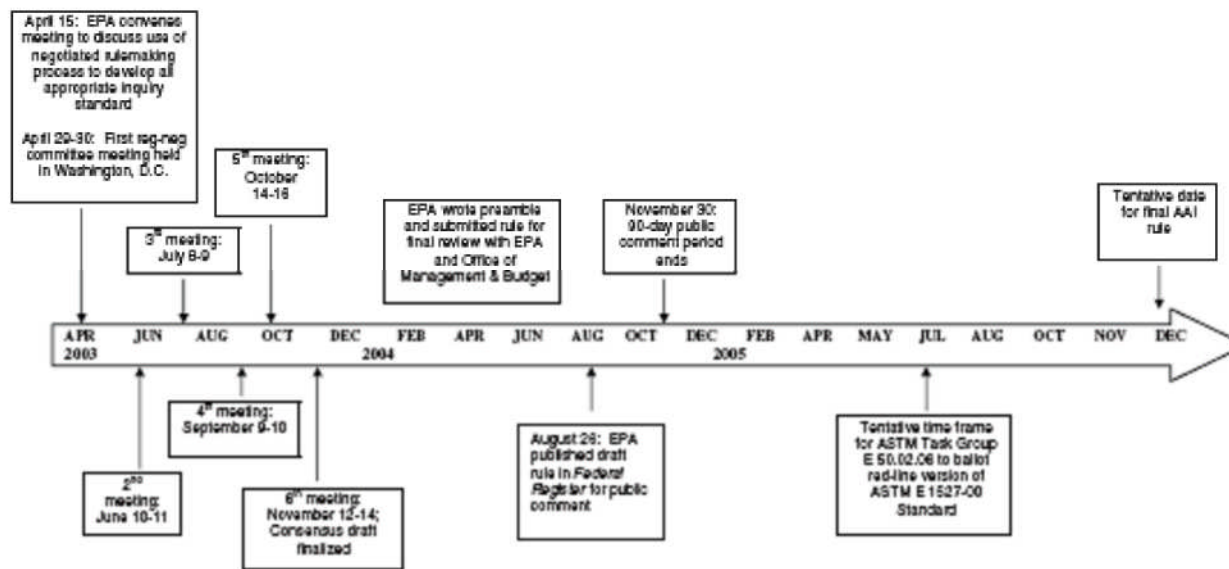 April 15: EPA convenes
meeting to discuss use of
negotiated rulemaking
process to develop all
appropriate inquiry
standard
April 29-30: First reg-neg
committee meeting held
in Washington, D.C.
5th meeting:
October
14-16
3rd meeting:
July 8-9
EPA wrote preamble
and submitted rule for
final review with EPA
and Office of
Management & Budget
November 30:
90-day public
comment period
ends
Tentative date
for final AAI
rule
APR JUN AUG OCT DEC FEB APR JUN AUG OCT DEC FEB APR MAY JUL AUG OCT NOV DEC
2003 2004 2005
4th meeting:
September 9-10
2nd
meeting:
June 10-11
6th meeting:
November 12-14;
Consensus draft
finalized
August 26: EPA
published draft
rule in Federal
Register for public
comment
Tentative time frame
for ASTM Task Group
E 50.02.06 to ballot
red-line version of
ASTM E 1527-00
Standard